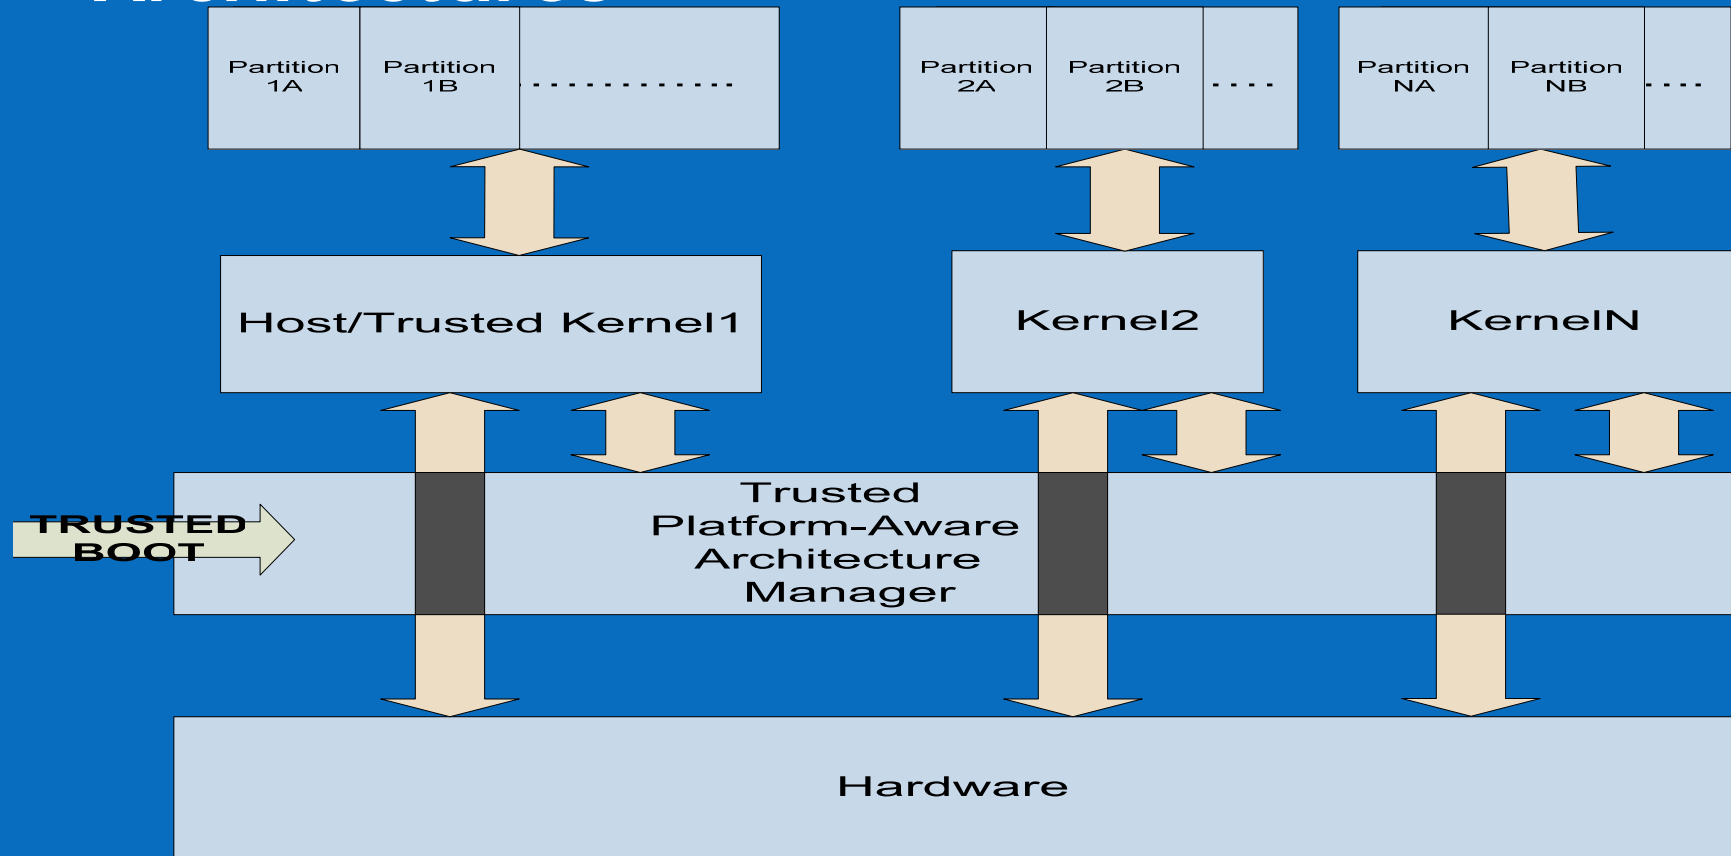 Partition
1A
Partition
1B
Partition
2A
Partition
2B
Partition
NA
Partition
NB
Host/Trusted Kernel1
Kernel2
KernelN
TRUSTED
BOOT
Trusted
Platform-Aware
Architecture
Manager
Hardware